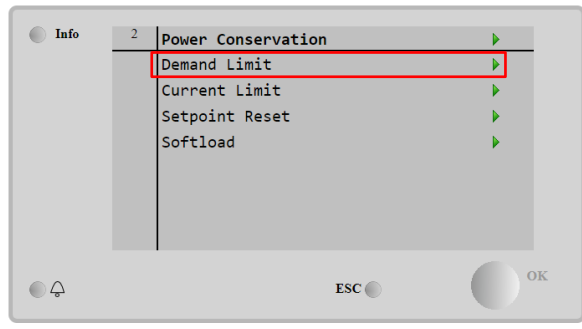 Info
2 Power Conservation
Demand Limit
Current Limit
Setpoint Reset
Softload
ESC
OK